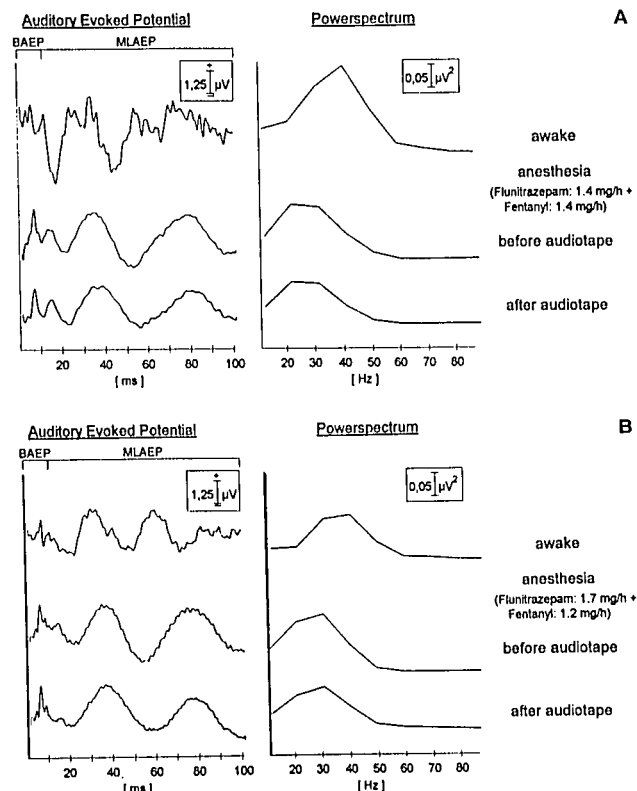 Auditory Evoked Potential Powerspectrum A
BAEP MLAEP
+
1,25 µV 0,05 µV²
awake
anesthesia
(Flunitrazepam: 1.4 mg/h +
Fentanyl: 1.4 mg/h)
before audiotape
after audiotape
20 40 60 80 100 20 30 40 50 60 70 80
[ ms ] [ Hz ]
Auditory Evoked Potential Powerspectrum B
BAEP MLAEP
+
1,25 µV 0,05 µV²
awake
anesthesia
(Flunitrazepam: 1.7 mg/h +
Fentanyl: 1.2 mg/h)
before audiotape
after audiotape
20 40 60 80 100 20 30 40 50 60 70 80
[ ms ] [ Hz ]